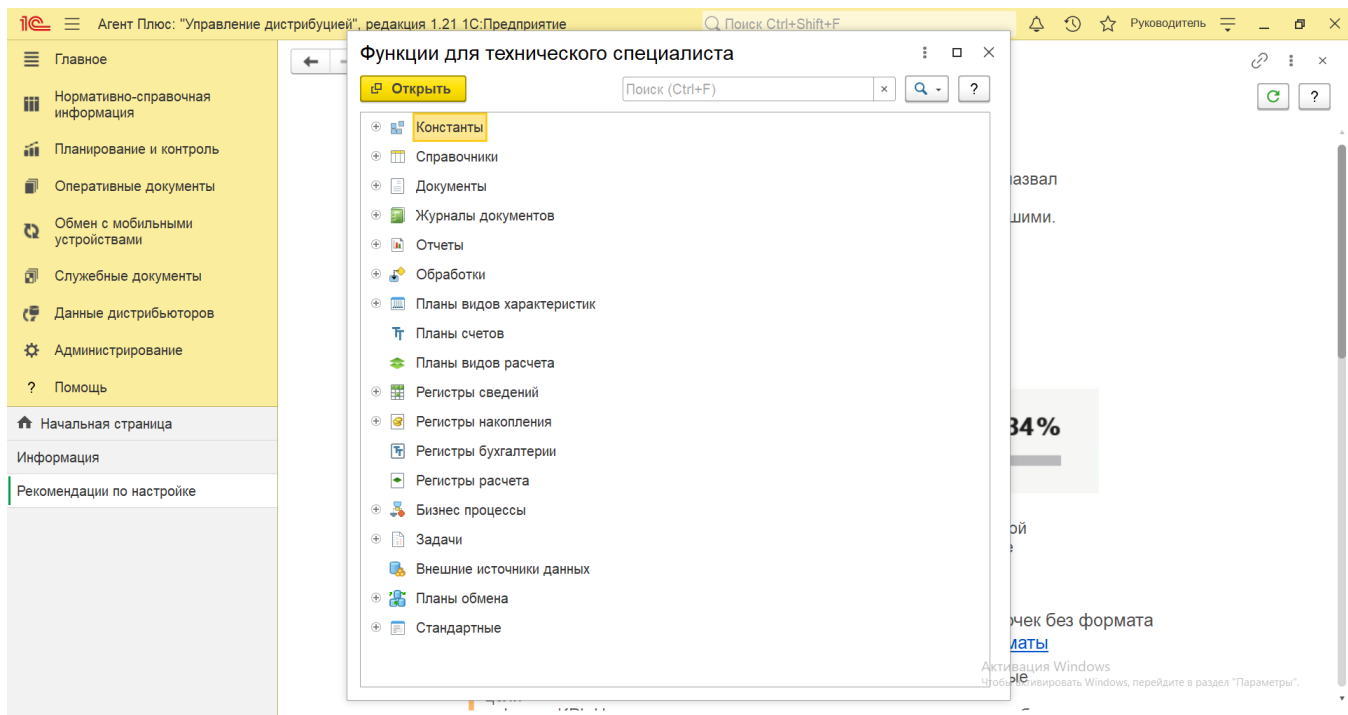 1С Агент Плюс: "Управление дистрибуцией", редакция 1.21 1С:Предприятие
Поиск Ctrl+Shift+F
Руководитель
Главное
Нормативно-справочная
информация
Планирование и контроль
Оперативные документы
Обмен с мобильными
устройствами
Служебные документы
Данные дистрибьюторов
Администрирование
? Помощь
Начальная страница
Информация
Рекомендации по настройке
Функции для технического специалиста
Открыть
Поиск (Ctrl+F)
×
?
Константы
Справочники
Документы
Журналы документов
Отчеты
Обработки
Планы видов характеристик
Планы счетов
Планы видов расчета
Регистры сведений
Регистры накопления
Регистры бухгалтерии
Регистры расчета
Бизнес процессы
Задачи
Внешние источники данных
Планы обмена
Стандартные
?
назвал
шими.
34%
ой
е
очек без формата
маты
Активация Windows
ые
Чтобы активировать Windows, перейдите в раздел "Параметры".